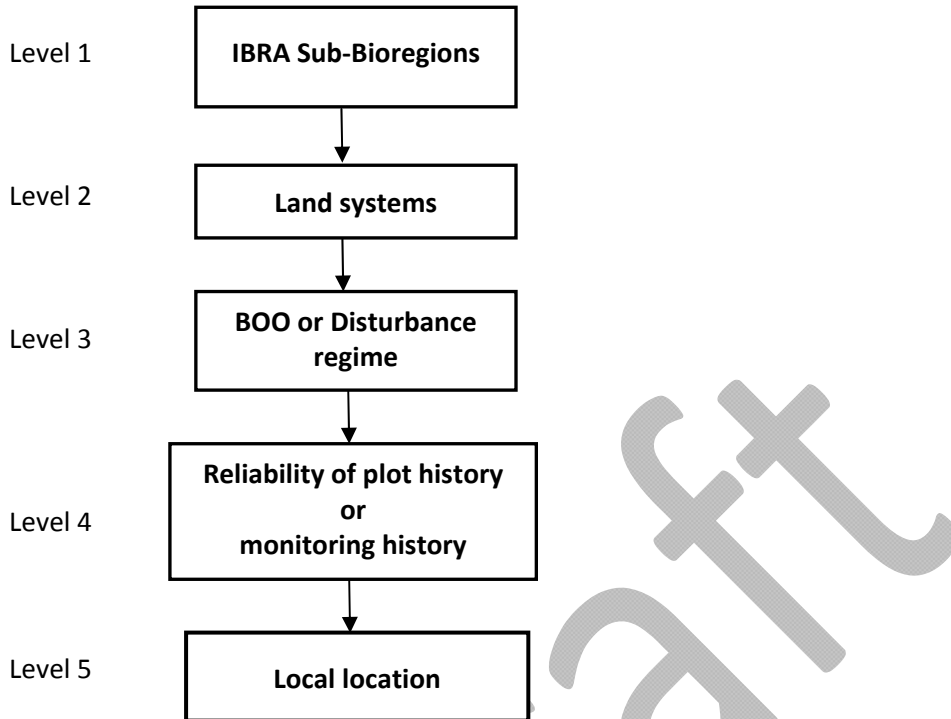 Level 1
IBRA Sub-Bioregions
Level 2
Land systems
Level 3
BOO or Disturbance
regime
Level 4
Reliability of plot history
or
monitoring history
Level 5
Local location
aft